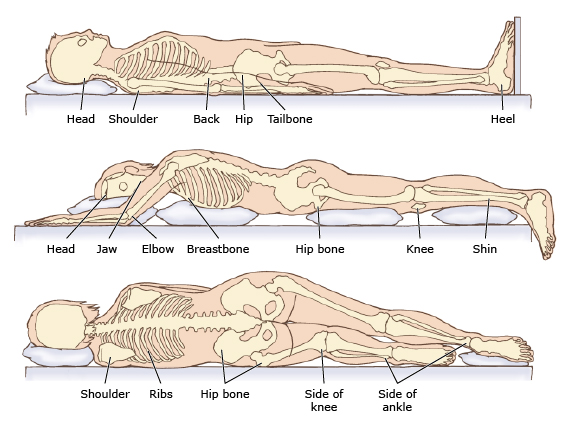 Head Shoulder Back Hip Tailbone Heel
Head Jaw Elbow Breastbone Hip bone Knee Shin
Shoulder Ribs Hip bone Side of knee Side of ankle